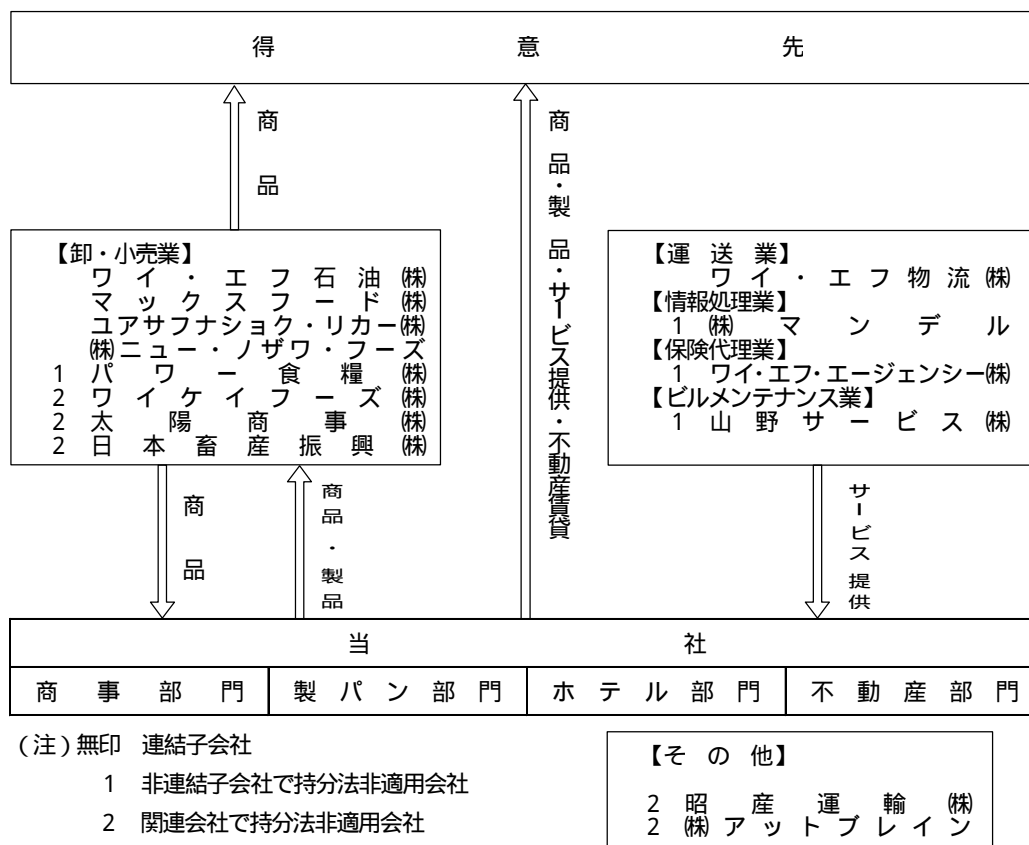 得意先
商品
商品・製品・サービス提供・不動産賃貸
【卸・小売業】
ワイ・エフ石油㈱
マックスフード㈱
ユアサフナショク・リカー㈱
㈱ニュー・ノザワ・フーズ
1 パワー食糧㈱
2 ワイケイフーズ㈱
2 太陽商事㈱
2 日本畜産振興㈱
【運送業】
ワイ・エフ物流㈱
【情報処理業】
1 ㈱マンデル
【保険代理業】
1 ワイ・エフ・エージェンシー㈱
【ビルメンテナンス業】
1 山野サービス㈱
商品
商品・製品
サービス提供
当社
商事部門 製パン部門 ホテル部門 不動産部門
(注)無印 連結子会社
1 非連結子会社で持分法非適用会社
2 関連会社で持分法非適用会社
【その他】
2 昭産運輸㈱
2 ㈱アットブレイン